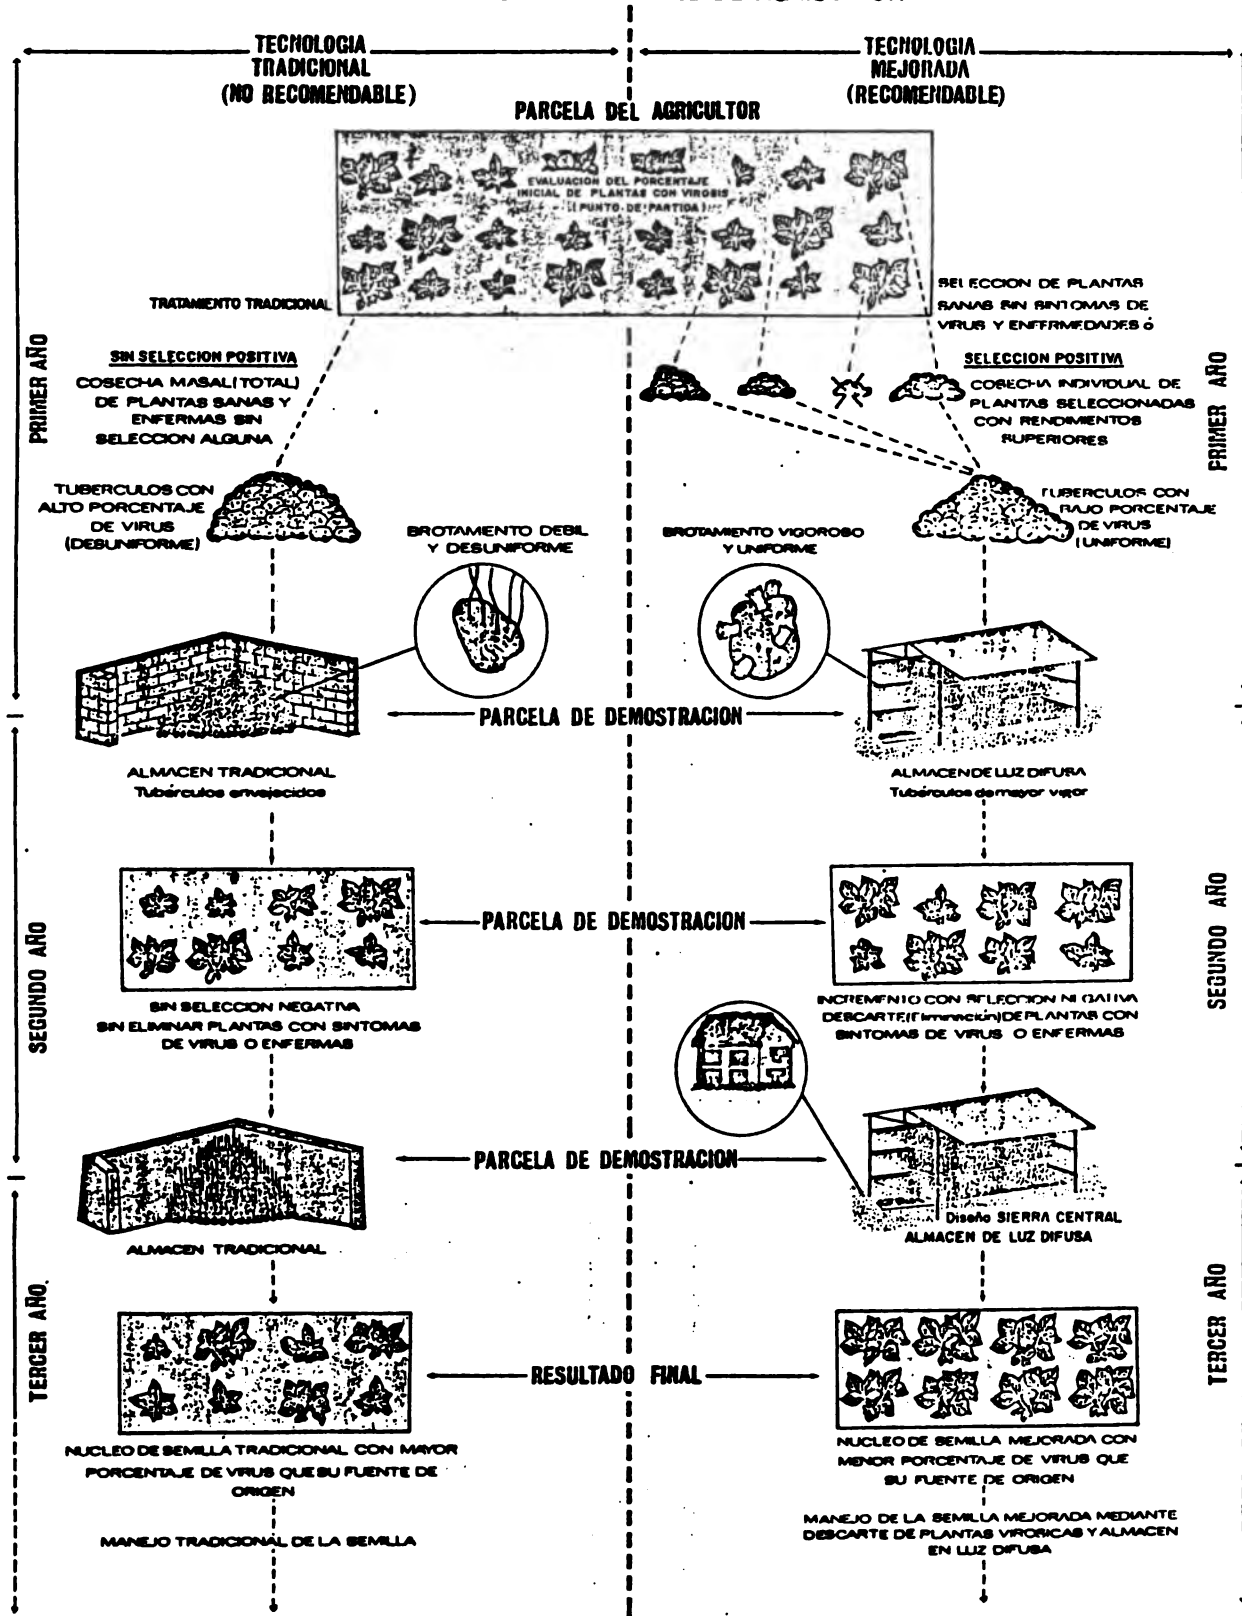 TECNOLOGIA
TRADICIONAL
(NO RECOMENDABLE)
TECNOLOGIA
MEJORADA
(RECOMENDABLE)
PARCELA DEL AGRICULTOR
EVALUACION DEL PORCENTAJE
INICIAL DE PLANTAS CON VIROSIS
(PUNTO DE PARTIDA)
TRATAMIENTO TRADICIONAL
SELECCION DE PLANTAS
SANAS SIN SINTOMAS DE
VIRUS Y ENFERMEDADES ó
PRIMER AÑO
SIN SELECCION POSITIVA
COSECHA MASAL(TOTAL)
DE PLANTAS SANAS Y
ENFERMAS SIN
SELECCION ALGUNA
SELECCION POSITIVA
COSECHA INDIVIDUAL DE
PLANTAS SELECCIONADAS
CON RENDIMIENTOS
SUPERIORES
PRIMER AÑO
TUBERCULOS CON
ALTO PORCENTAJE
DE VIRUS
(DESUNIFORME)
BROTAMIENTO DEBIL
Y DESUNIFORME
BROTAMIENTO VIGOROSO
Y UNIFORME
TUBERCULOS CON
BAJO PORCENTAJE
DE VIRUS
(UNIFORME)
PARCELA DE DEMOSTRACION
ALMACEN TRADICIONAL
Tubérculos envejecidos
ALMACEN DE LUZ DIFUSA
Tubérculos de mayor vigor
SEGUNDO AÑO
PARCELA DE DEMOSTRACION
SEGUNDO AÑO
SIN SELECCION NEGATIVA
SIN ELIMINAR PLANTAS CON SINTOMAS
DE VIRUS O ENFERMAS
INCREMENTO CON SELECCION NEGATIVA
DESCARTE(Eliminación)DE PLANTAS CON
SINTOMAS DE VIRUS O ENFERMAS
PARCELA DE DEMOSTRACION
ALMACEN TRADICIONAL
Diseño SIERRA CENTRAL
ALMACEN DE LUZ DIFUSA
TERCER AÑO
RESULTADO FINAL
TERCER AÑO
NUCLEO DE SEMILLA TRADICIONAL CON MAYOR
PORCENTAJE DE VIRUS QUE SU FUENTE DE
ORIGEN
NUCLEO DE SEMILLA MEJORADA CON
MENOR PORCENTAJE DE VIRUS QUE
SU FUENTE DE ORIGEN
MANEJO TRADICIONAL DE LA SEMILLA
MANEJO DE LA SEMILLA MEJORADA MEDIANTE
DESCARTE DE PLANTAS VIROSICAS Y ALMACEN
EN LUZ DIFUSA